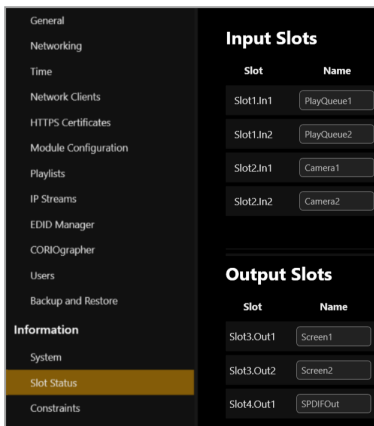 General
Networking
Time
Network Clients
HTTPS Certificates
Module Configuration
Playlists
IP Streams
EDID Manager
CORIOgrapher
Users
Backup and Restore
Information
System
Slot Status
Constraints
Input Slots
Slot Name
Slot1.In1 PlayQueue1
Slot1.In2 PlayQueue2
Slot2.In1 Camera1
Slot2.In2 Camera2
Output Slots
Slot Name
Slot3.Out1 Screen1
Slot3.Out2 Screen2
Slot4.Out1 SPDIFOut